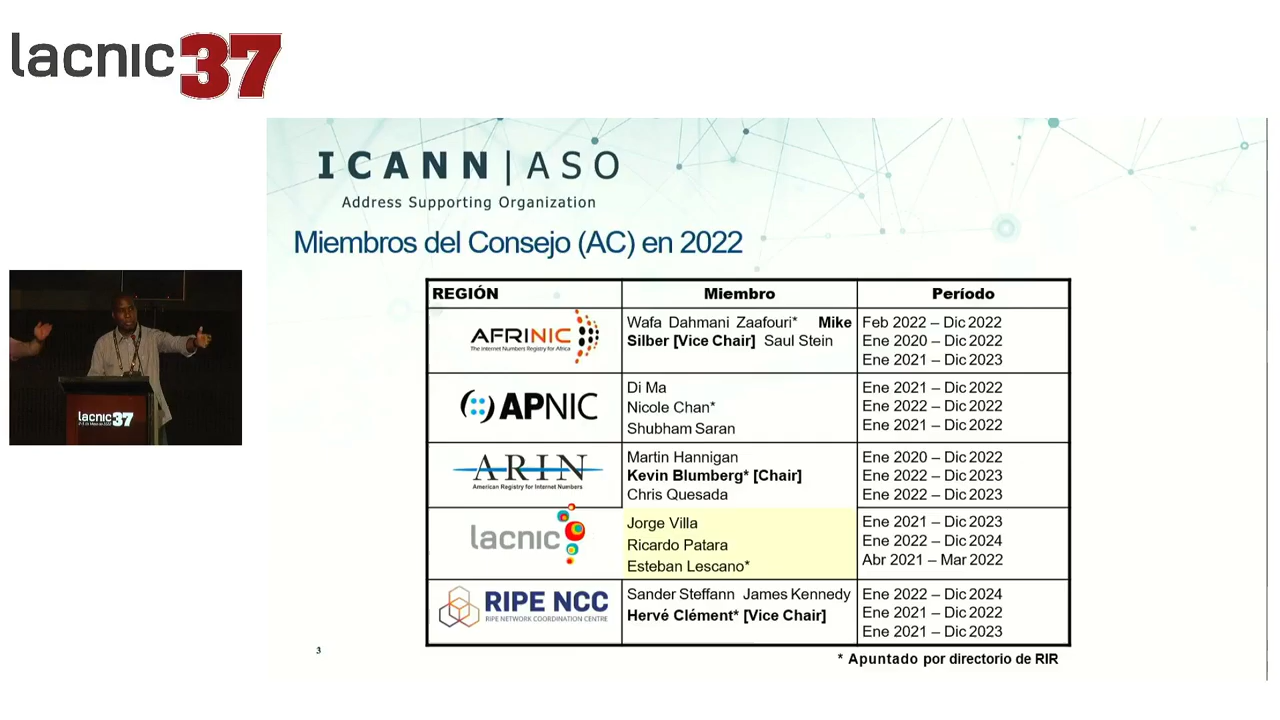 lacnic 37
ICANN | ASO
Address Supporting Organization
Miembros del Consejo (AC) en 2022
REGIÓN Miembro Período
AFRINIC
The Internet Numbers Registry for Africa
Wafa Dahmani Zaafouri* Mike
Silber [Vice Chair] Saul Stein
Feb 2022 – Dic 2022
Ene 2020 – Dic 2022
Ene 2021 – Dic 2023
APNIC
Di Ma
Nicole Chan*
Shubham Saran
Ene 2021 – Dic 2022
Ene 2022 – Dic 2022
Ene 2021 – Dic 2022
ARIN
American Registry for Internet Numbers
Martin Hannigan
Kevin Blumberg* [Chair]
Chris Quesada
Ene 2020 – Dic 2022
Ene 2022 – Dic 2023
Ene 2022 – Dic 2023
lacnic
Jorge Villa
Ricardo Patara
Esteban Lescano*
Ene 2021 – Dic 2023
Ene 2022 – Dic 2024
Abr 2021 – Mar 2022
RIPE NCC
RIPE NETWORK COORDINATION CENTRE
Sander Steffann James Kennedy
Hervé Clément* [Vice Chair]
Ene 2022 – Dic 2024
Ene 2021 – Dic 2022
Ene 2021 – Dic 2023
* Apuntado por directorio de RIR
3
lacnic 37